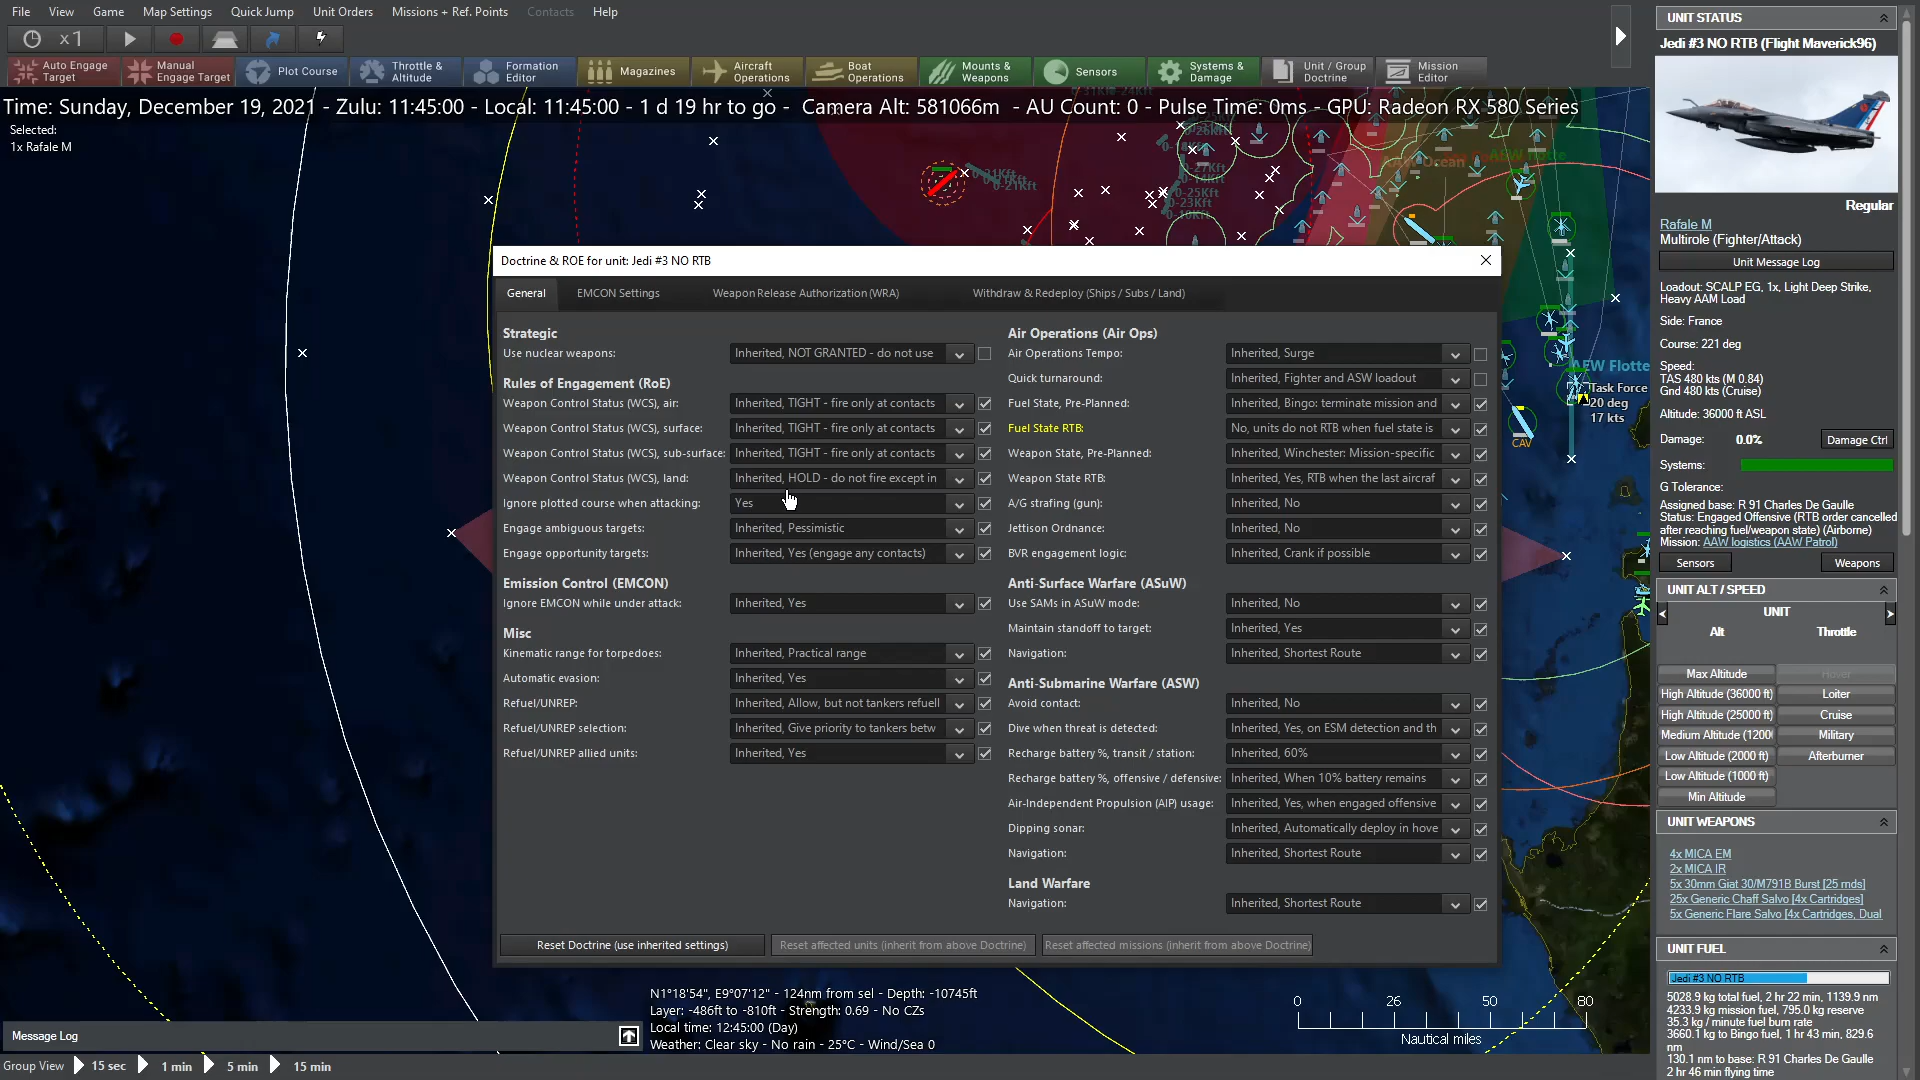 File View Game Map Settings Quick Jump Unit Orders Missions + Ref. Points Contacts Help
x1
Auto Engage Target
Manual Engage Target
Plot Course
Throttle & Altitude
Formation Editor
Magazines
Aircraft Operations
Boat Operations
Mounts & Weapons
Sensors
Systems & Damage
Unit / Group Doctrine
Mission Editor
Time: Sunday, December 19, 2021 - Zulu: 11:45:00 - Local: 11:45:00 - 1 d 19 hr to go - Camera Alt: 581066m - AU Count: 0 - Pulse Time: 0ms - GPU: Radeon RX 580 Series
Selected:
1x Rafale M
Task Force
20 deg
17 kts
CAV
Doctrine & ROE for unit: Jedi #3 NO RTB
General EMCON Settings Weapon Release Authorization (WRA) Withdraw & Redeploy (Ships / Subs / Land)
Strategic
Use nuclear weapons: Inherited, NOT GRANTED - do not use
Rules of Engagement (RoE)
Weapon Control Status (WCS), air: Inherited, TIGHT - fire only at contacts
Weapon Control Status (WCS), surface: Inherited, TIGHT - fire only at contacts
Weapon Control Status (WCS), sub-surface: Inherited, TIGHT - fire only at contacts
Weapon Control Status (WCS), land: Inherited, HOLD - do not fire except in
Ignore plotted course when attacking: Yes
Engage ambiguous targets: Inherited, Pessimistic
Engage opportunity targets: Inherited, Yes (engage any contacts)
Emission Control (EMCON)
Ignore EMCON while under attack: Inherited, Yes
Misc
Kinematic range for torpedoes: Inherited, Practical range
Automatic evasion: Inherited, Yes
Refuel/UNREP: Inherited, Allow, but not tankers refuell
Refuel/UNREP selection: Inherited, Give priority to tankers betw
Refuel/UNREP allied units: Inherited, Yes
Air Operations (Air Ops)
Air Operations Tempo: Inherited, Surge
Quick turnaround: Inherited, Fighter and ASW loadout
Fuel State, Pre-Planned: Inherited, Bingo: terminate mission and
Fuel State RTB: No, units do not RTB when fuel state is
Weapon State, Pre-Planned: Inherited, Winchester: Mission-specific
Weapon State RTB: Inherited, Yes, RTB when the last aircraf
A/G strafing (gun): Inherited, No
Jettison Ordnance: Inherited, No
BVR engagement logic: Inherited, Crank if possible
Anti-Surface Warfare (ASuW)
Use SAMs in ASuW mode: Inherited, No
Maintain standoff to target: Inherited, Yes
Navigation: Inherited, Shortest Route
Anti-Submarine Warfare (ASW)
Avoid contact: Inherited, No
Dive when threat is detected: Inherited, Yes, on ESM detection and th
Recharge battery %, transit / station: Inherited, 60%
Recharge battery %, offensive / defensive: Inherited, When 10% battery remains
Air-Independent Propulsion (AIP) usage: Inherited, Yes, when engaged offensive
Dipping sonar: Inherited, Automatically deploy in hove
Navigation: Inherited, Shortest Route
Land Warfare
Navigation: Inherited, Shortest Route
Reset Doctrine (use inherited settings) Reset affected units (inherit from above Doctrine) Reset affected missions (inherit from above Doctrine)
N1°18'54", E9°07'12" - 124nm from sel - Depth: -10745ft
Layer: -486ft to -810ft - Strength: 0.69 - No CZs
Local time: 12:45:00 (Day)
Weather: Clear sky - No rain - 25°C - Wind/Sea 0
0 26 50 80
Nautical miles
Message Log
Group View 15 sec 1 min 5 min 15 min
UNIT STATUS
Jedi #3 NO RTB (Flight Maverick96)
Regular
Rafale M
Multirole (Fighter/Attack)
Unit Message Log
Loadout: SCALP EG, 1x, Light Deep Strike,
Heavy AAM Load
Side: France
Course: 221 deg
Speed:
TAS 480 kts (M 0.84)
Gnd 480 kts (Cruise)
Altitude: 36000 ft ASL
Damage: 0.0% Damage Ctrl
Systems:
G Tolerance:
Assigned base: R 91 Charles De Gaulle
Status: Engaged Offensive (RTB order cancelled
after reaching fuel/weapon state) (Airborne)
Mission: AAW logistics (AAW Patrol)
Sensors Weapons
UNIT ALT / SPEED
UNIT
Alt Throttle
Max Altitude Hover
High Altitude (36000 ft) Loiter
High Altitude (25000 ft) Cruise
Medium Altitude (1200 Military
Low Altitude (2000 ft) Afterburner
Low Altitude (1000 ft)
Min Altitude
UNIT WEAPONS
4x MICA EM
2x MICA IR
5x 30mm Giat 30/M791B Burst [25 rnds]
25x Generic Chaff Salvo [4x Cartridges]
5x Generic Flare Salvo [4x Cartridges, Dual
UNIT FUEL
Jedi #3 NO RTB
5028.9 kg total fuel, 2 hr 22 min, 1139.9 nm
4233.9 kg mission fuel, 795.0 kg reserve
35.3 kg / minute fuel burn rate
3660.1 kg to Bingo fuel, 1 hr 43 min, 829.6
nm
130.1 nm to base: R 91 Charles De Gaulle
2 hr 46 min flying time